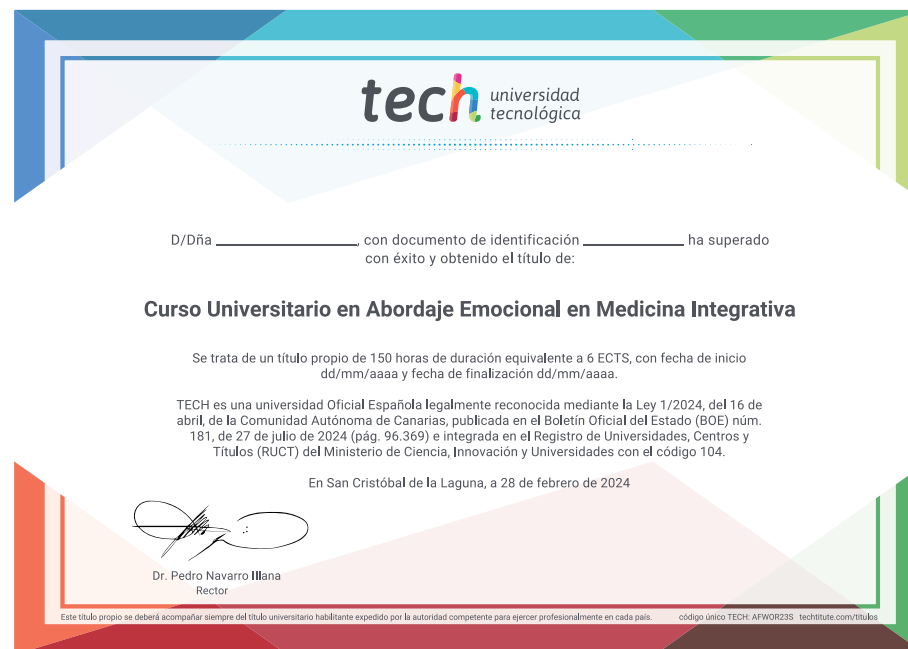 tech universidad
tecnológica
D/Dña ________________, con documento de identificación ____________ ha superado
con éxito y obtenido el título de:
Curso Universitario en Abordaje Emocional en Medicina Integrativa
Se trata de un título propio de 150 horas de duración equivalente a 6 ECTS, con fecha de inicio
dd/mm/aaaa y fecha de finalización dd/mm/aaaa.
TECH es una universidad Oficial Española legalmente reconocida mediante la Ley 1/2024, del 16 de
abril, de la Comunidad Autónoma de Canarias, publicada en el Boletín Oficial del Estado (BOE) núm.
181, de 27 de julio de 2024 (pág. 96.369) e integrada en el Registro de Universidades, Centros y
Títulos (RUCT) del Ministerio de Ciencia, Innovación y Universidades con el código 104.
En San Cristóbal de la Laguna, a 28 de febrero de 2024
Dr. Pedro Navarro Illana
Rector
Este título propio se deberá acompañar siempre del título universitario habilitante expedido por la autoridad competente para ejercer profesionalmente en cada país. código único TECH: AFWOR23S techtitute.com/titulos